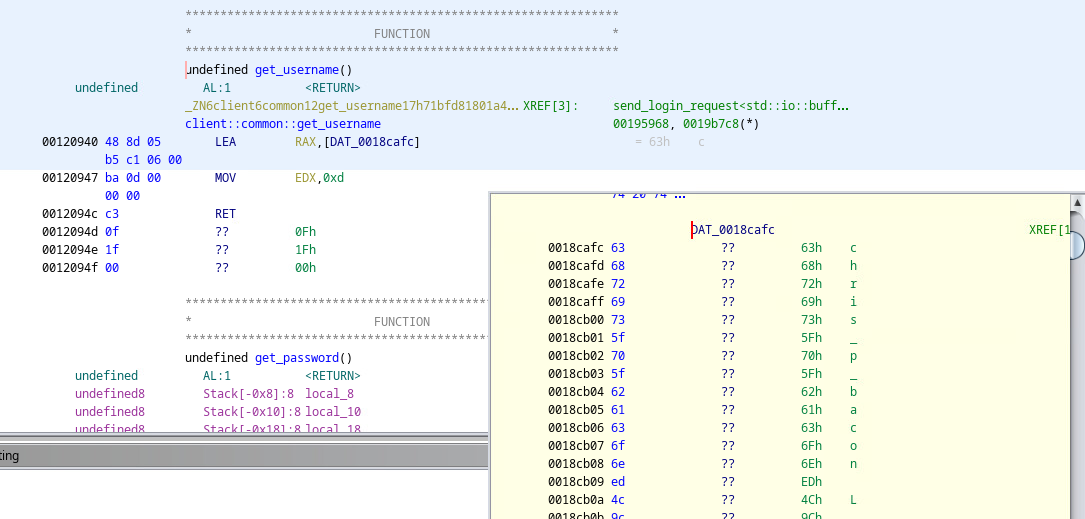 *************************************************************
* FUNCTION *
*************************************************************
undefined get_username()
undefined AL:1 <RETURN>
_ZN6client6common12get_username17h71bfd81801a4... XREF[3]: send_login_request<std::io::buff...
client::common::get_username 00195968, 0019b7c8(*)
00120940 48 8d 05 LEA RAX,[DAT_0018cafc] = 63h c
b5 c1 06 00
00120947 ba 0d 00 MOV EDX,0xd
00 00
0012094c c3 RET
0012094d 0f ?? 0Fh
0012094e 1f ?? 1Fh
0012094f 00 ?? 00h
*******************************************
* FUNCTION
*******************************************
undefined get_password()
undefined AL:1 <RETURN>
undefined8 Stack[-0x8]:8 local_8
undefined8 Stack[-0x10]:8 local_10
undefined8 Stack[-0x18]:8 local_18
ting
74 20 74 ...
DAT_0018cafc XREF[1
0018cafc 63 ?? 63h c
0018cafd 68 ?? 68h h
0018cafe 72 ?? 72h r
0018caff 69 ?? 69h i
0018cb00 73 ?? 73h s
0018cb01 5f ?? 5Fh _
0018cb02 70 ?? 70h p
0018cb03 5f ?? 5Fh _
0018cb04 62 ?? 62h b
0018cb05 61 ?? 61h a
0018cb06 63 ?? 63h c
0018cb07 6f ?? 6Fh o
0018cb08 6e ?? 6Eh n
0018cb09 ed ?? EDh
0018cb0a 4c ?? 4Ch L
0018cb0b 9c ?? 9Ch